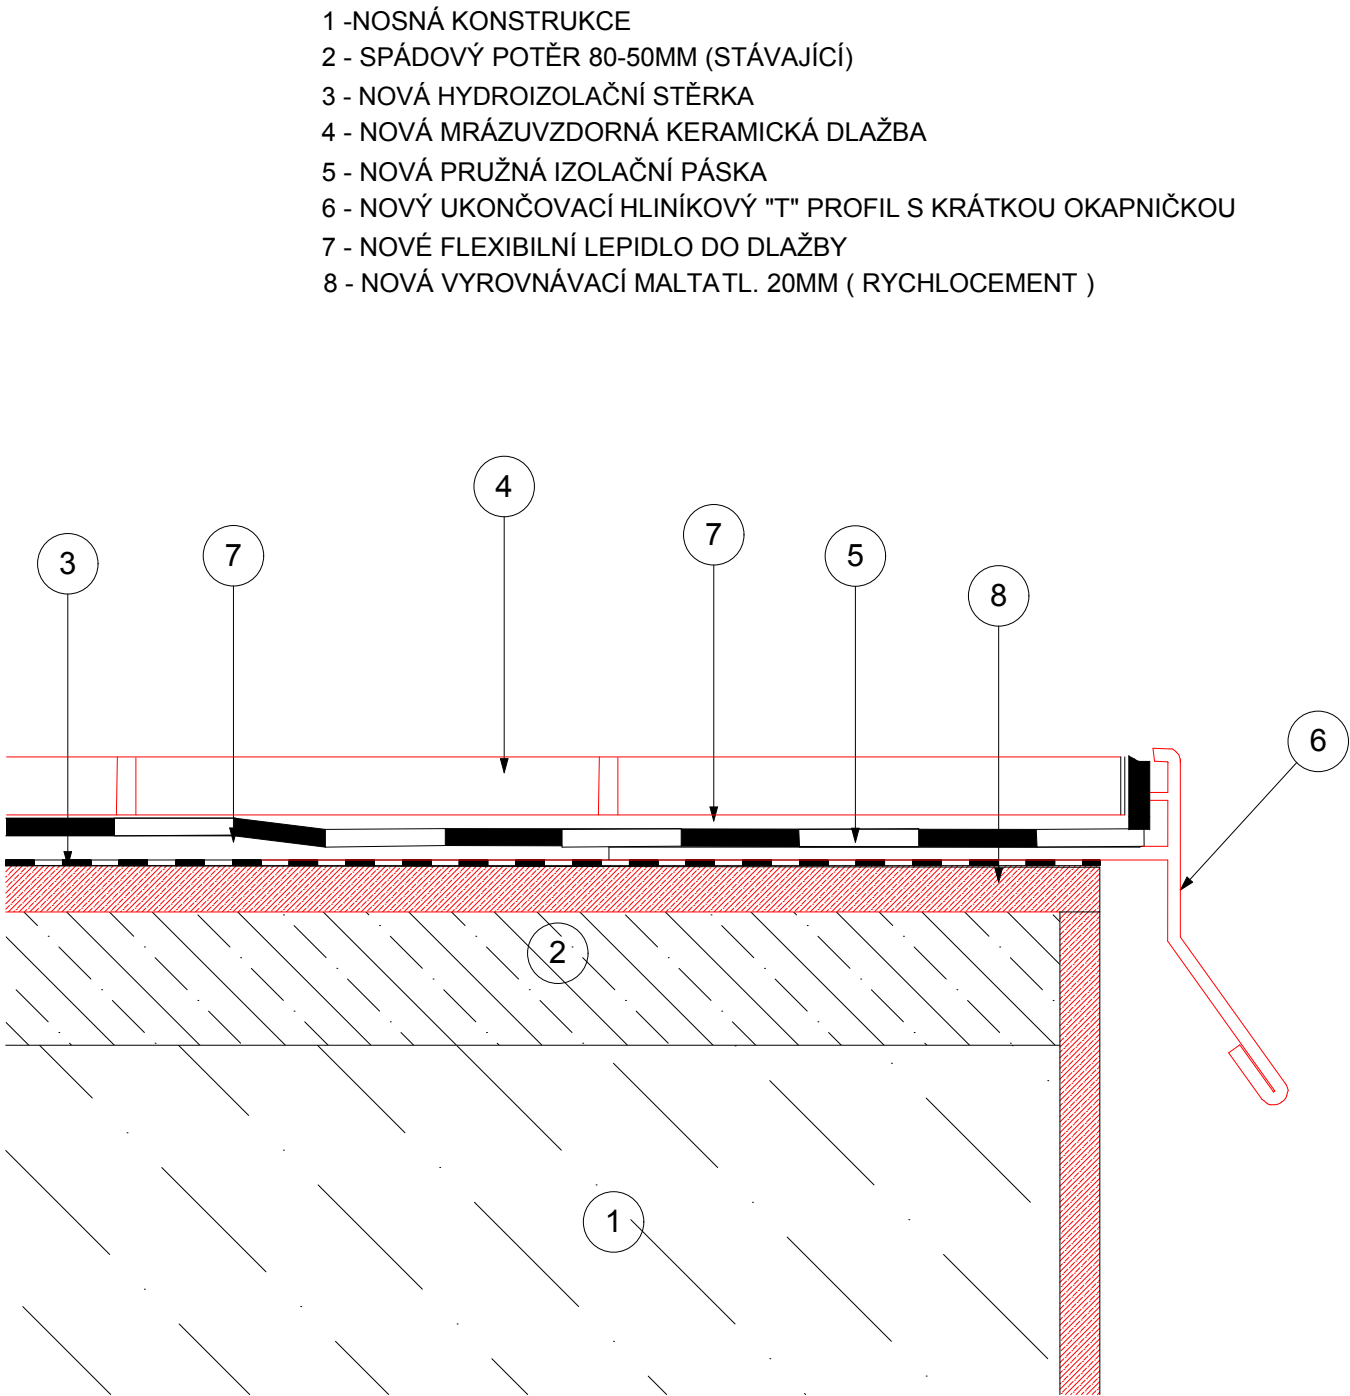 1 -NOSNÁ KONSTRUKCE
2 - SPÁDOVÝ POTĚR 80-50MM (STÁVAJÍCÍ)
3 - NOVÁ HYDROIZOLAČNÍ STĚRKA
4 - NOVÁ MRÁZUVZDORNÁ KERAMICKÁ DLAŽBA
5 - NOVÁ PRUŽNÁ IZOLAČNÍ PÁSKA
6 - NOVÝ UKONČOVACÍ HLINÍKOVÝ "T" PROFIL S KRÁTKOU OKAPNIČKOU
7 - NOVÉ FLEXIBILNÍ LEPIDLO DO DLAŽBY
8 - NOVÁ VYROVNÁVACÍ MALTA TL. 20MM ( RYCHLOCEMENT )
4
7
3
7
5
8
6
2
1